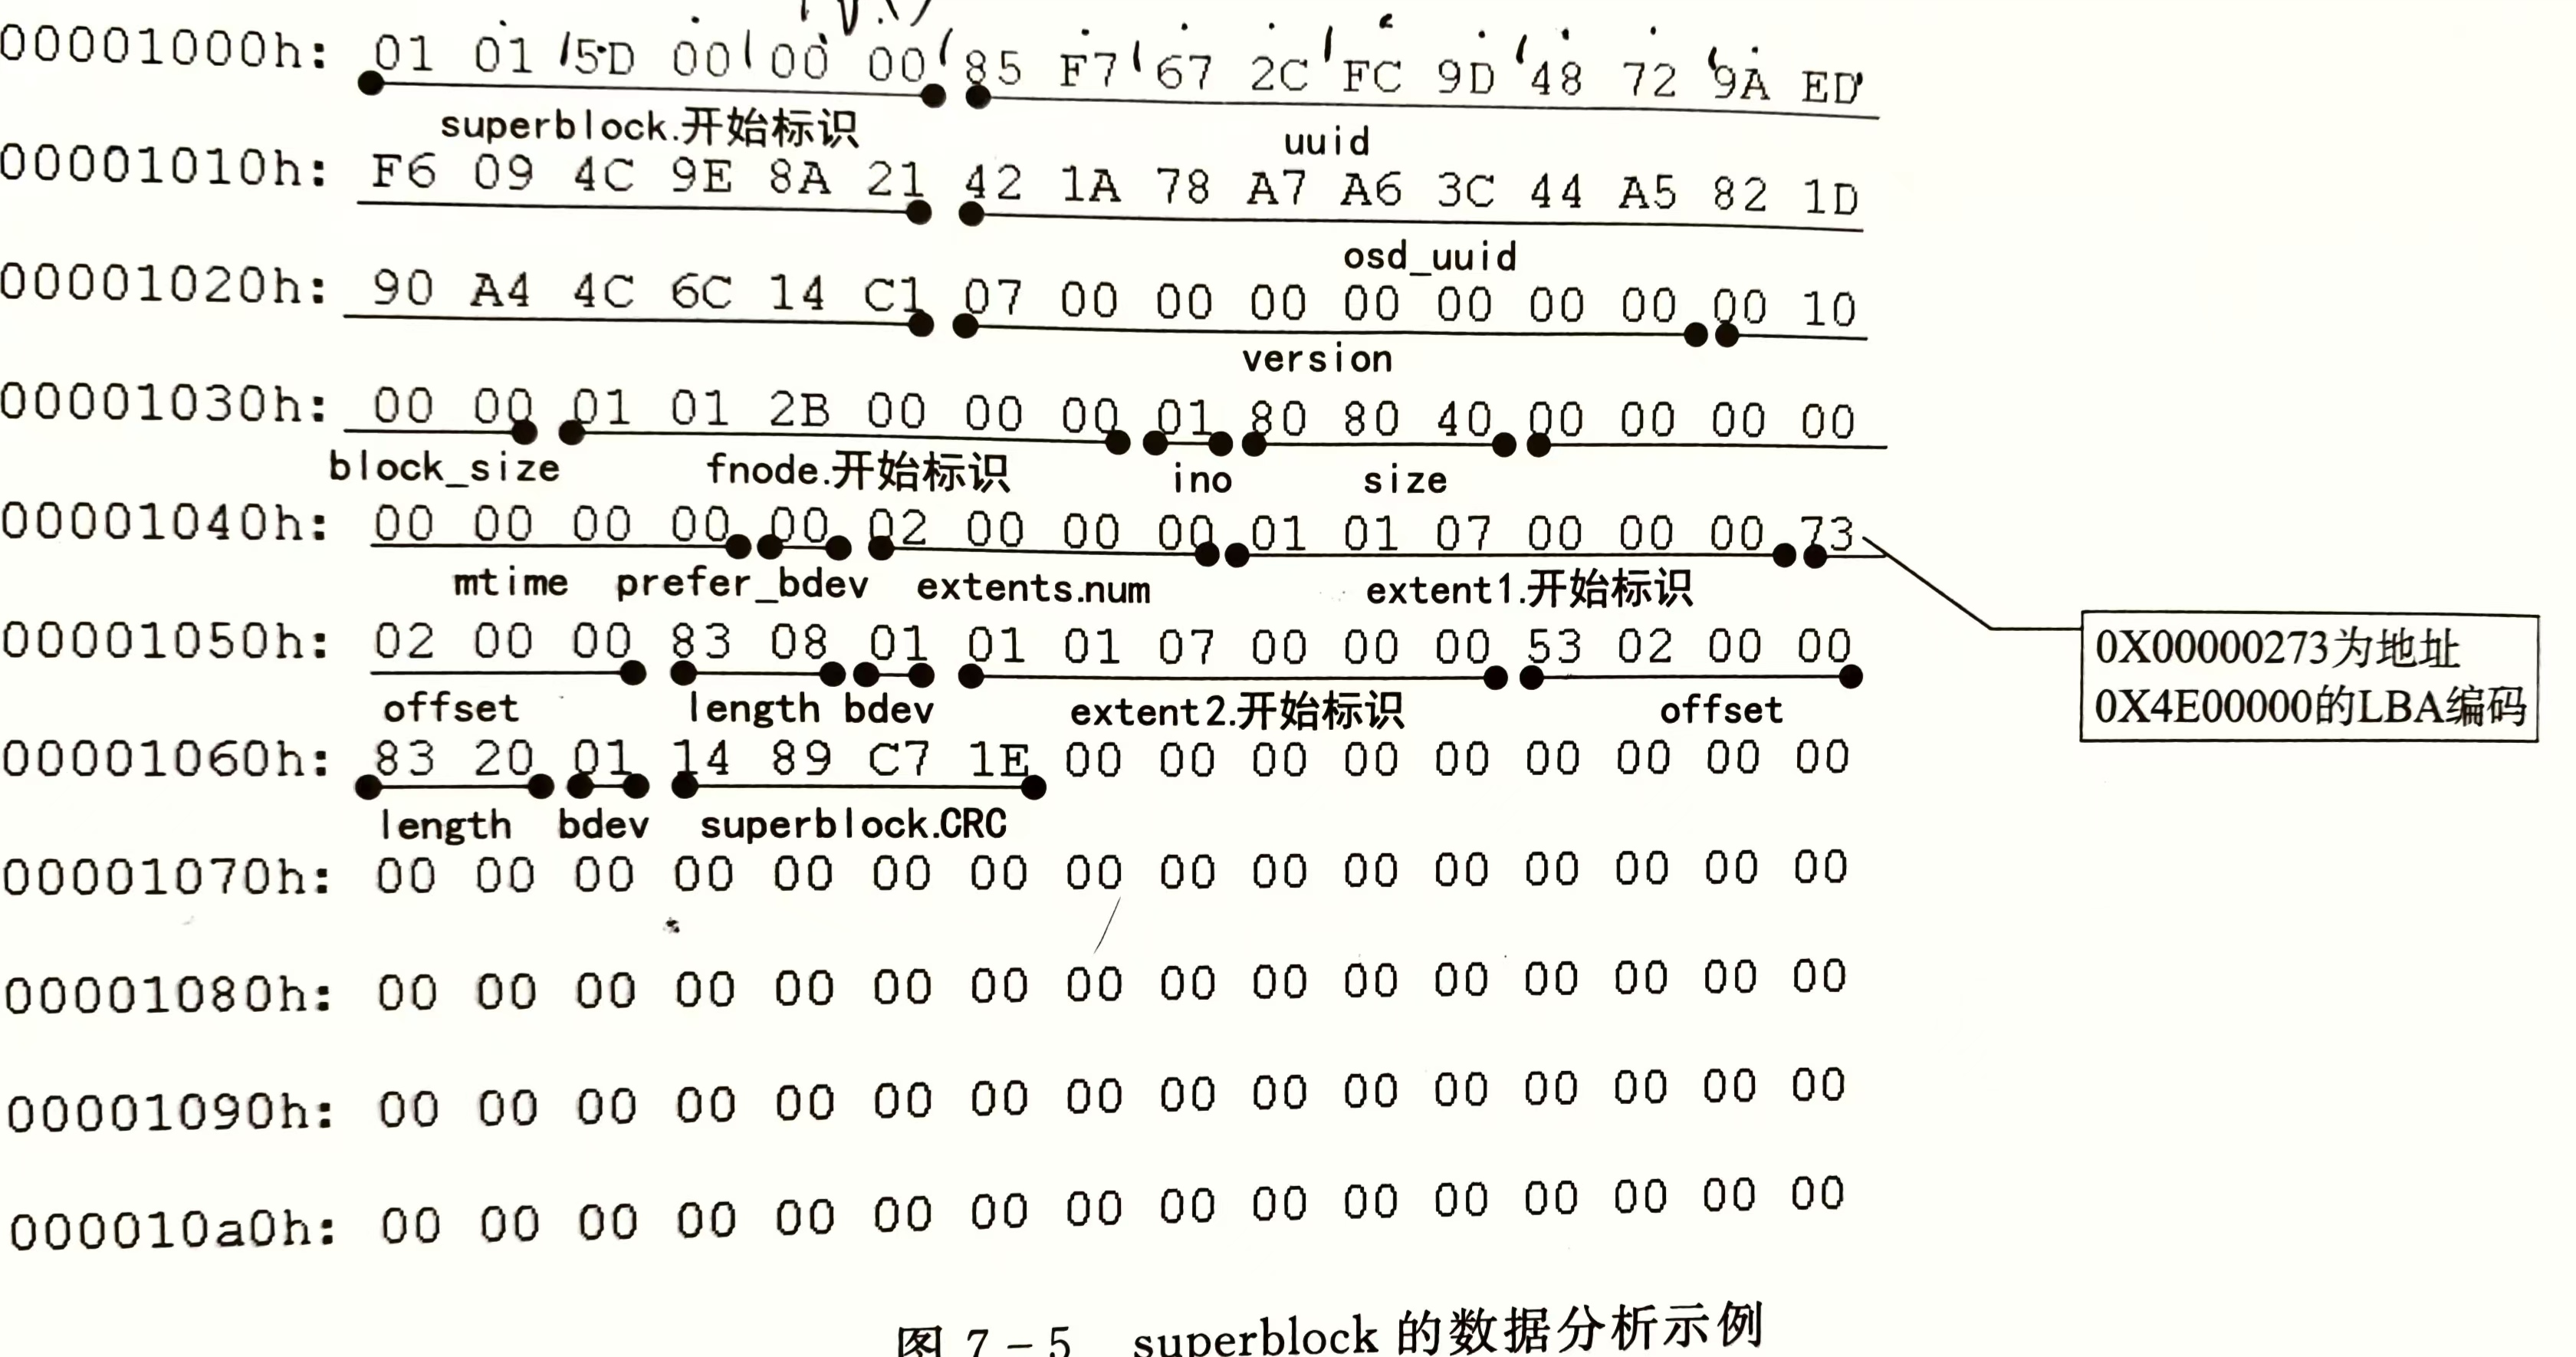 00001000h: 01 01 5D 00 00 00 85 F7 67 2C FC 9D 48 72 9A ED
superblock.开始标识 uuid
00001010h: F6 09 4C 9E 8A 21 42 1A 78 A7 A6 3C 44 A5 82 1D
osd_uuid
00001020h: 90 A4 4C 6C 14 C1 07 00 00 00 00 00 00 00 00 10
version
00001030h: 00 00 01 01 2B 00 00 00 01 80 80 40 00 00 00 00
block_size fnode.开始标识 ino size
00001040h: 00 00 00 00 00 02 00 00 00 01 01 07 00 00 00 73
mtime prefer_bdev extents.num extent1.开始标识
0X00000273为地址
0X4E00000的LBA编码
00001050h: 02 00 00 83 08 01 01 01 07 00 00 00 53 02 00 00
offset length bdev extent2.开始标识 offset
00001060h: 83 20 01 14 89 C7 1E 00 00 00 00 00 00 00 00 00
length bdev superblock.CRC
00001070h: 00 00 00 00 00 00 00 00 00 00 00 00 00 00 00 00
00001080h: 00 00 00 00 00 00 00 00 00 00 00 00 00 00 00 00
00001090h: 00 00 00 00 00 00 00 00 00 00 00 00 00 00 00 00
000010a0h: 00 00 00 00 00 00 00 00 00 00 00 00 00 00 00 00
图 7-5 superblock 的数据分析示例